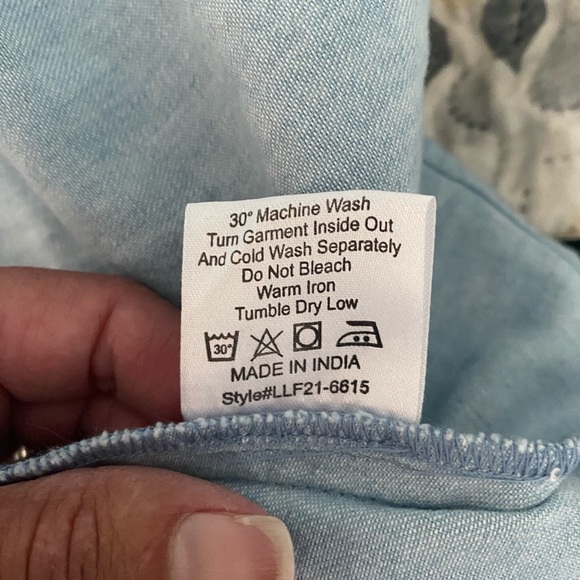 30° Machine Wash
Turn Garment Inside Out
And Cold Wash Separately
Do Not Bleach
Warm Iron
Tumble Dry Low
30°
MADE IN INDIA
Style#LLF21-6615